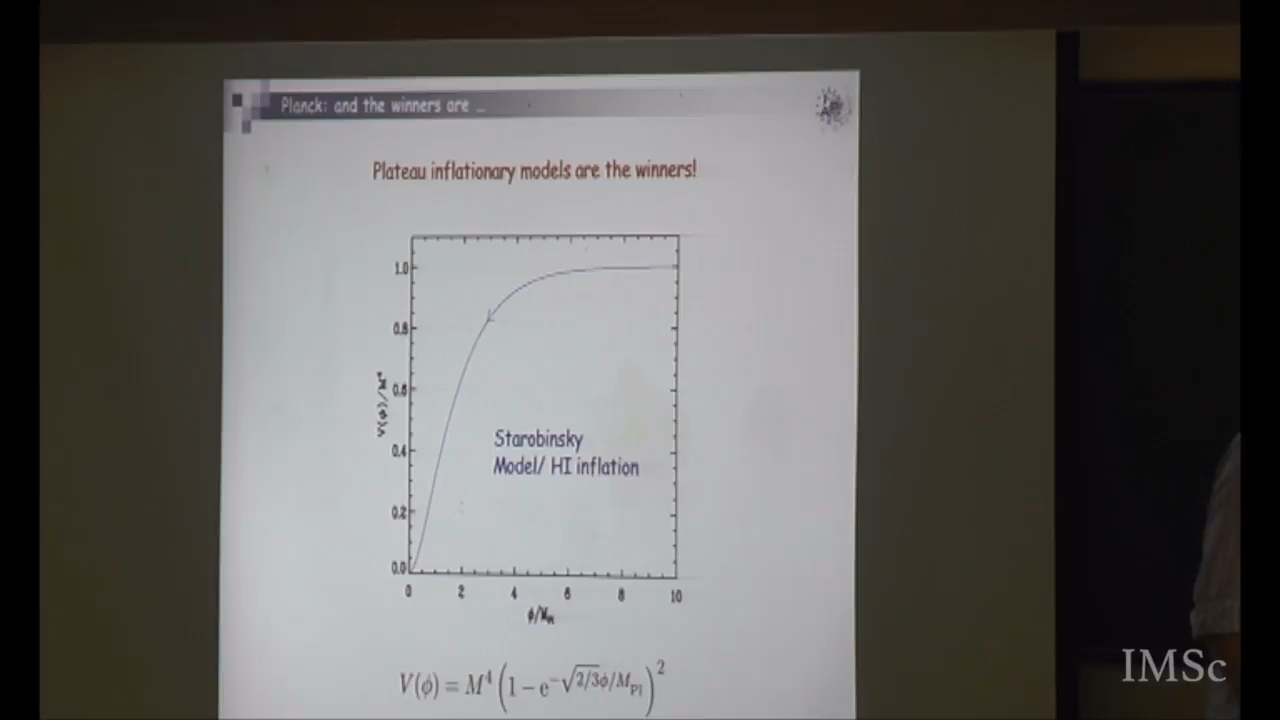 Planck: and the winners are ...
Plateau inflationary models are the winners!
1.0
0.8
0.6
0.4
0.2
0.0
V(ϕ)/M⁴
Starobinsky
Model/ HI inflation
0 2 4 6 8 10
ϕ/M_Pl
V(ϕ) = M⁴ (1 − e^{−√(2/3)ϕ/M_Pl})²
IMSc